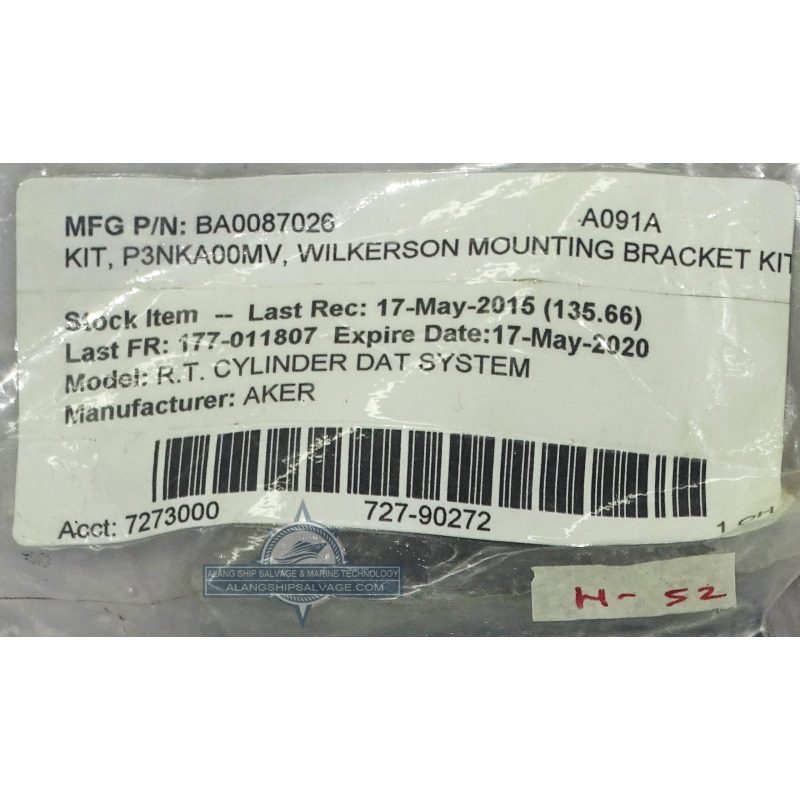 MFG P/N: BA0087026 A091A
KIT, P3NKA00MV, WILKERSON MOUNTING BRACKET KIT
Stock Item -- Last Rec: 17-May-2015 (135.66)
Last FR: 177-011807 Expire Date:17-May-2020
Model: R.T. CYLINDER DAT SYSTEM
Manufacturer: AKER
Acct: 7273000 727-90272 1
ALANG SHIP SALVAGE & MARINE TECHNOLOGY
ALANGSHIPSALVAGE.COM
H- 52